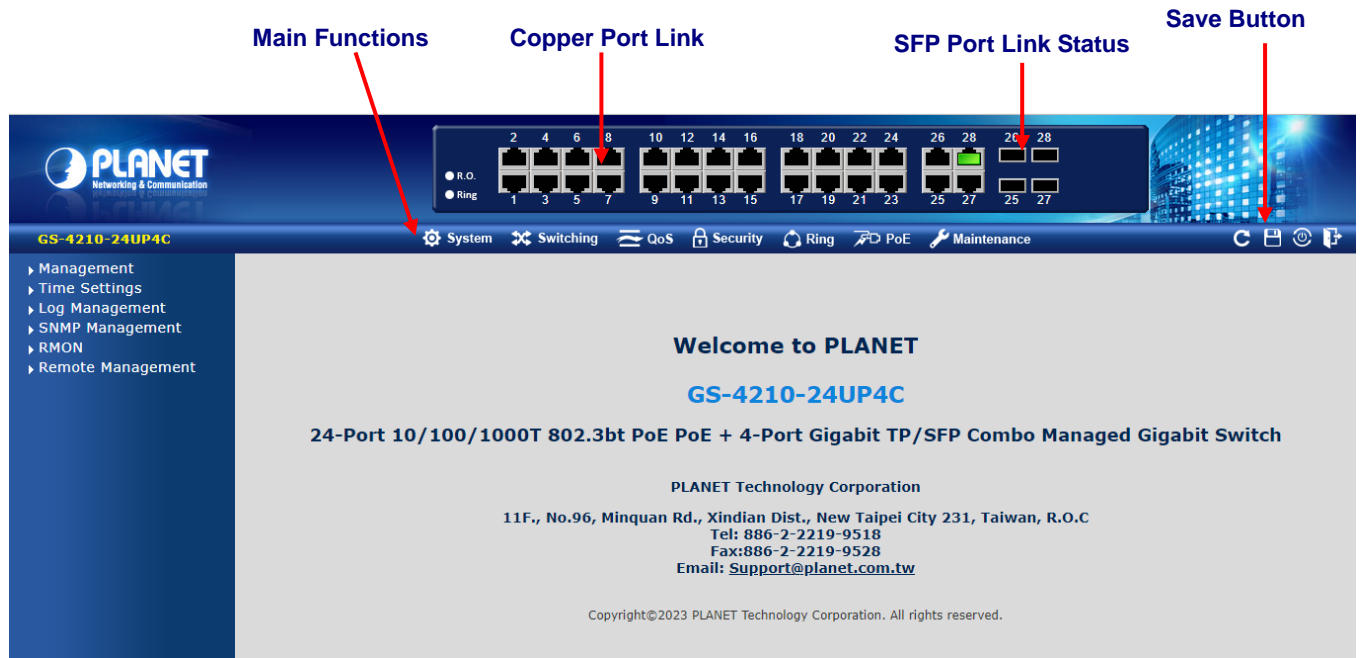 Main Functions
Copper Port Link
SFP Port Link Status
Save Button
PLANET
Networking & Communication
2 4 6 8 10 12 14 16 18 20 22 24 26 28 26 28
R.O.
Ring
1 3 5 7 9 11 13 15 17 19 21 23 25 27 25 27
GS-4210-24UP4C
System Switching QoS Security Ring PoE Maintenance
Management
Time Settings
Log Management
SNMP Management
RMON
Remote Management
Welcome to PLANET
GS-4210-24UP4C
24-Port 10/100/1000T 802.3bt PoE PoE + 4-Port Gigabit TP/SFP Combo Managed Gigabit Switch
PLANET Technology Corporation
11F., No.96, Minquan Rd., Xindian Dist., New Taipei City 231, Taiwan, R.O.C
Tel: 886-2-2219-9518
Fax:886-2-2219-9528
Email: Support@planet.com.tw
Copyright©2023 PLANET Technology Corporation. All rights reserved.